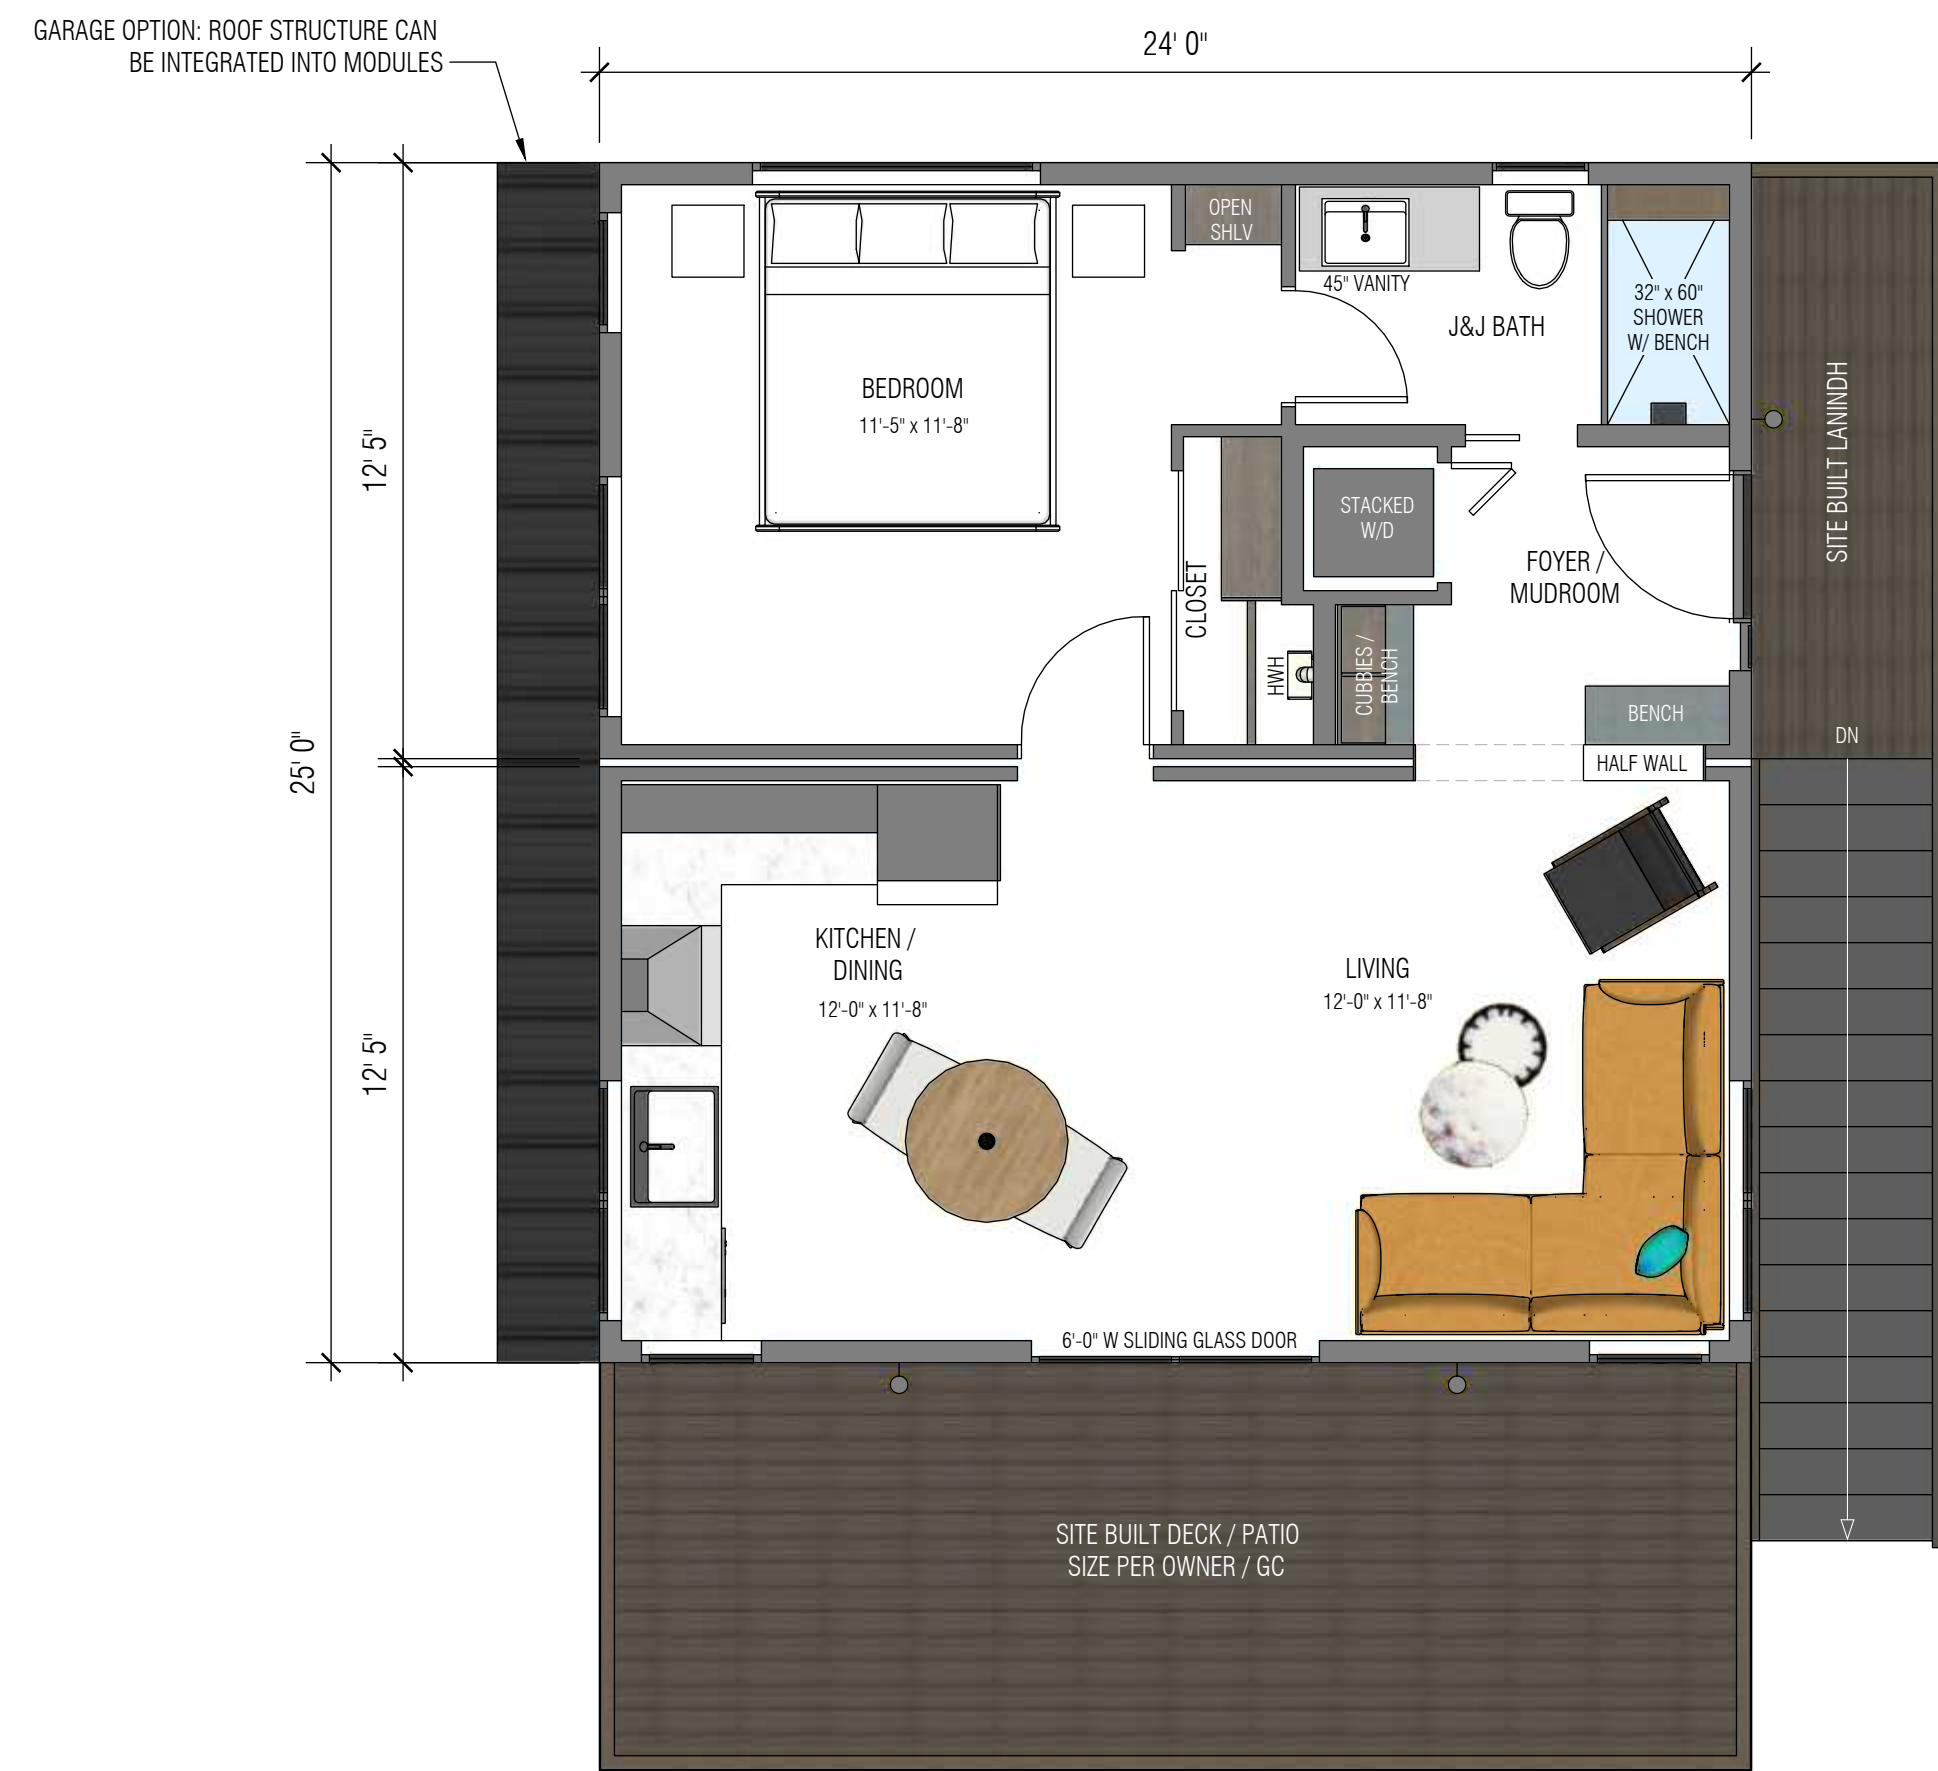 GARAGE OPTION: ROOF STRUCTURE CAN
BE INTEGRATED INTO MODULES
24' 0"
25' 0"
12' 5"
12' 5"
OPEN
SHLV
45" VANITY
J&J BATH
32" x 60"
SHOWER
W/ BENCH
BEDROOM
11'-5" x 11'-8"
STACKED
W/D
CLOSET
HWH
CUBBIES /
BENCH
FOYER /
MUDROOM
BENCH
HALF WALL
SITE BUILT LANINDH
DN
KITCHEN /
DINING
12'-0" x 11'-8"
LIVING
12'-0" x 11'-8"
6'-0" W SLIDING GLASS DOOR
SITE BUILT DECK / PATIO
SIZE PER OWNER / GC